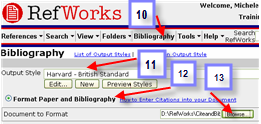 RefWorks
10
Welcome, Michele
Traini
References Search View Folders Bibliography Tools Help Search RefWorks
Bibliography List of Output Styles
11
12
13
Output Style
Harvard - British Standard
Edit... New Preview Styles
Format Paper and Bibliography How to Enter Citations into your Document
Document to Format D:\RefWorks\CiteandBib Browse...